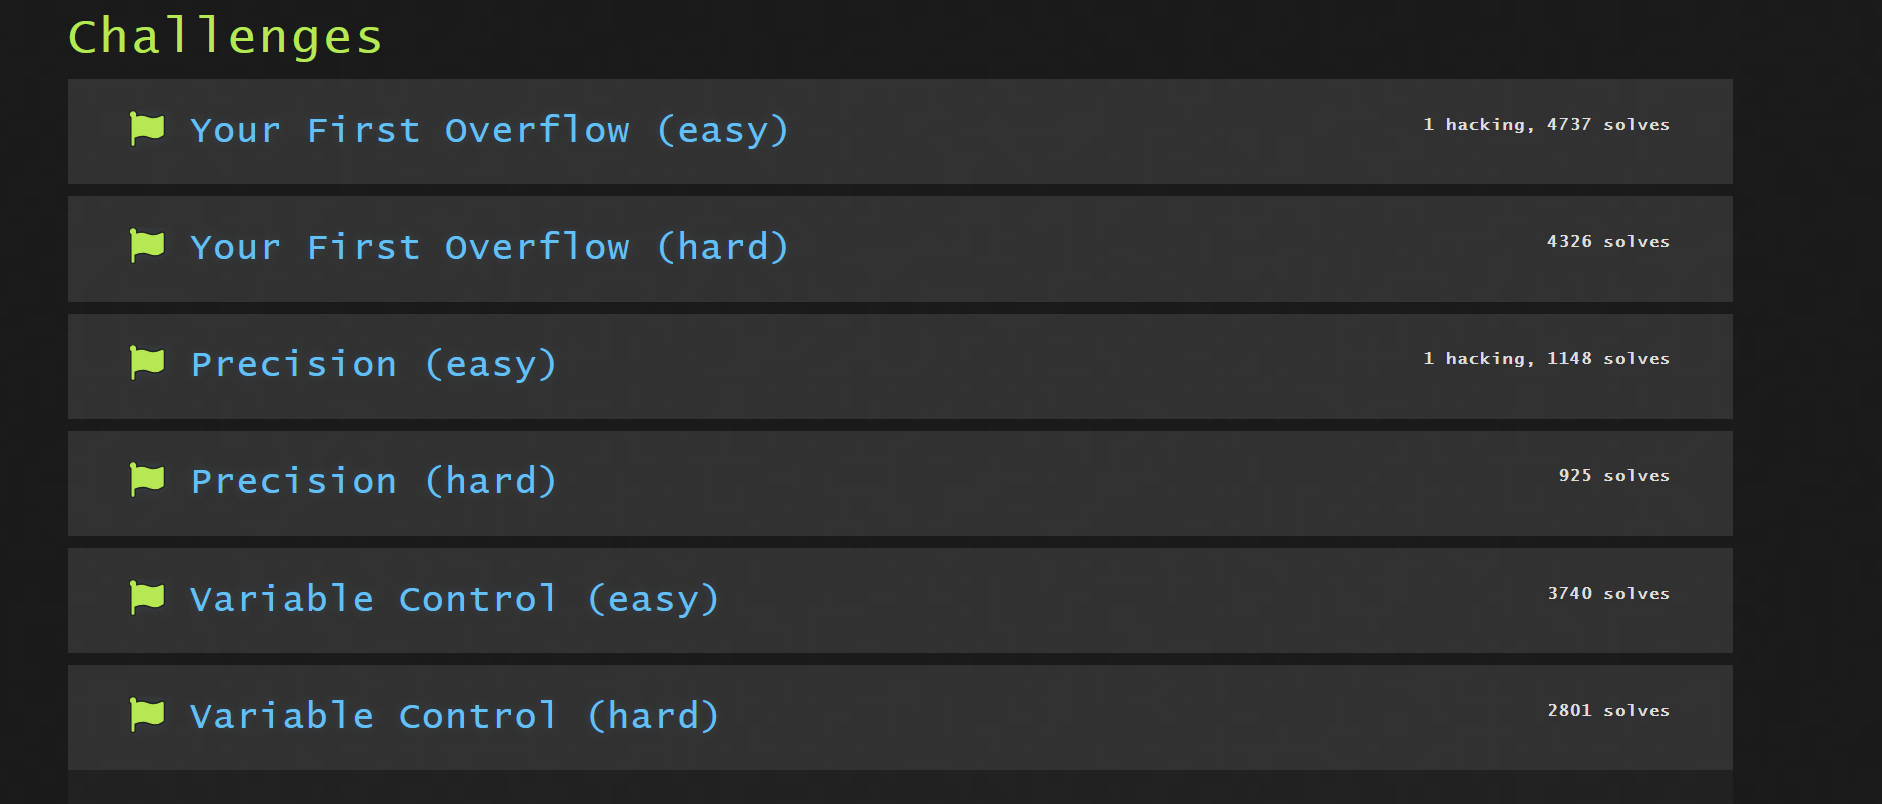 Challenges
Your First Overflow (easy)
1 hacking, 4737 solves
Your First Overflow (hard)
4326 solves
Precision (easy)
1 hacking, 1148 solves
Precision (hard)
925 solves
Variable Control (easy)
3740 solves
Variable Control (hard)
2801 solves